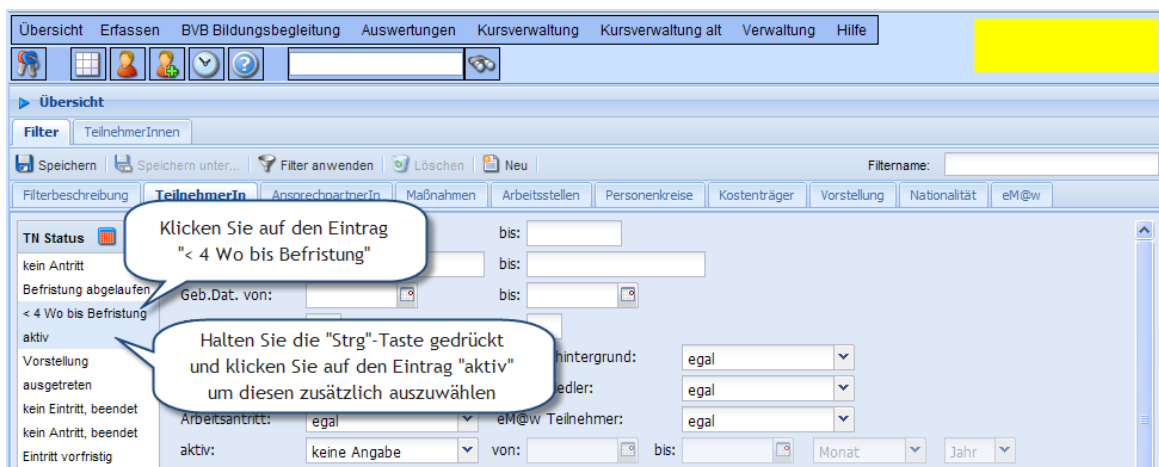 Übersicht Erfassen BVB Bildungsbegleitung Auswertungen Kursverwaltung Kursverwaltung alt Verwaltung Hilfe
Übersicht
Filter TeilnehmerInnen
Speichern Speichern unter... Filter anwenden Löschen Neu Filtername:
Filterbeschreibung TeilnehmerIn AnsprechpartnerIn Maßnahmen Arbeitsstellen Personenkreise Kostenträger Vorstellung Nationalität eM@w
Klicken Sie auf den Eintrag
"< 4 Wo bis Befristung"
TN Status bis:
kein Antritt bis:
Befristung abgelaufen Geb.Dat. von: bis:
< 4 Wo bis Befristung
aktiv
Halten Sie die "Strg"-Taste gedrückt
und klicken Sie auf den Eintrag "aktiv"
um diesen zusätzlich auszuwählen
Vorstellung hintergrund: egal
ausgetreten edler: egal
kein Eintritt, beendet Arbeitsantritt: egal eM@w Teilnehmer: egal
kein Antritt, beendet
Eintritt vorfristig aktiv: keine Angabe von: bis: Monat Jahr